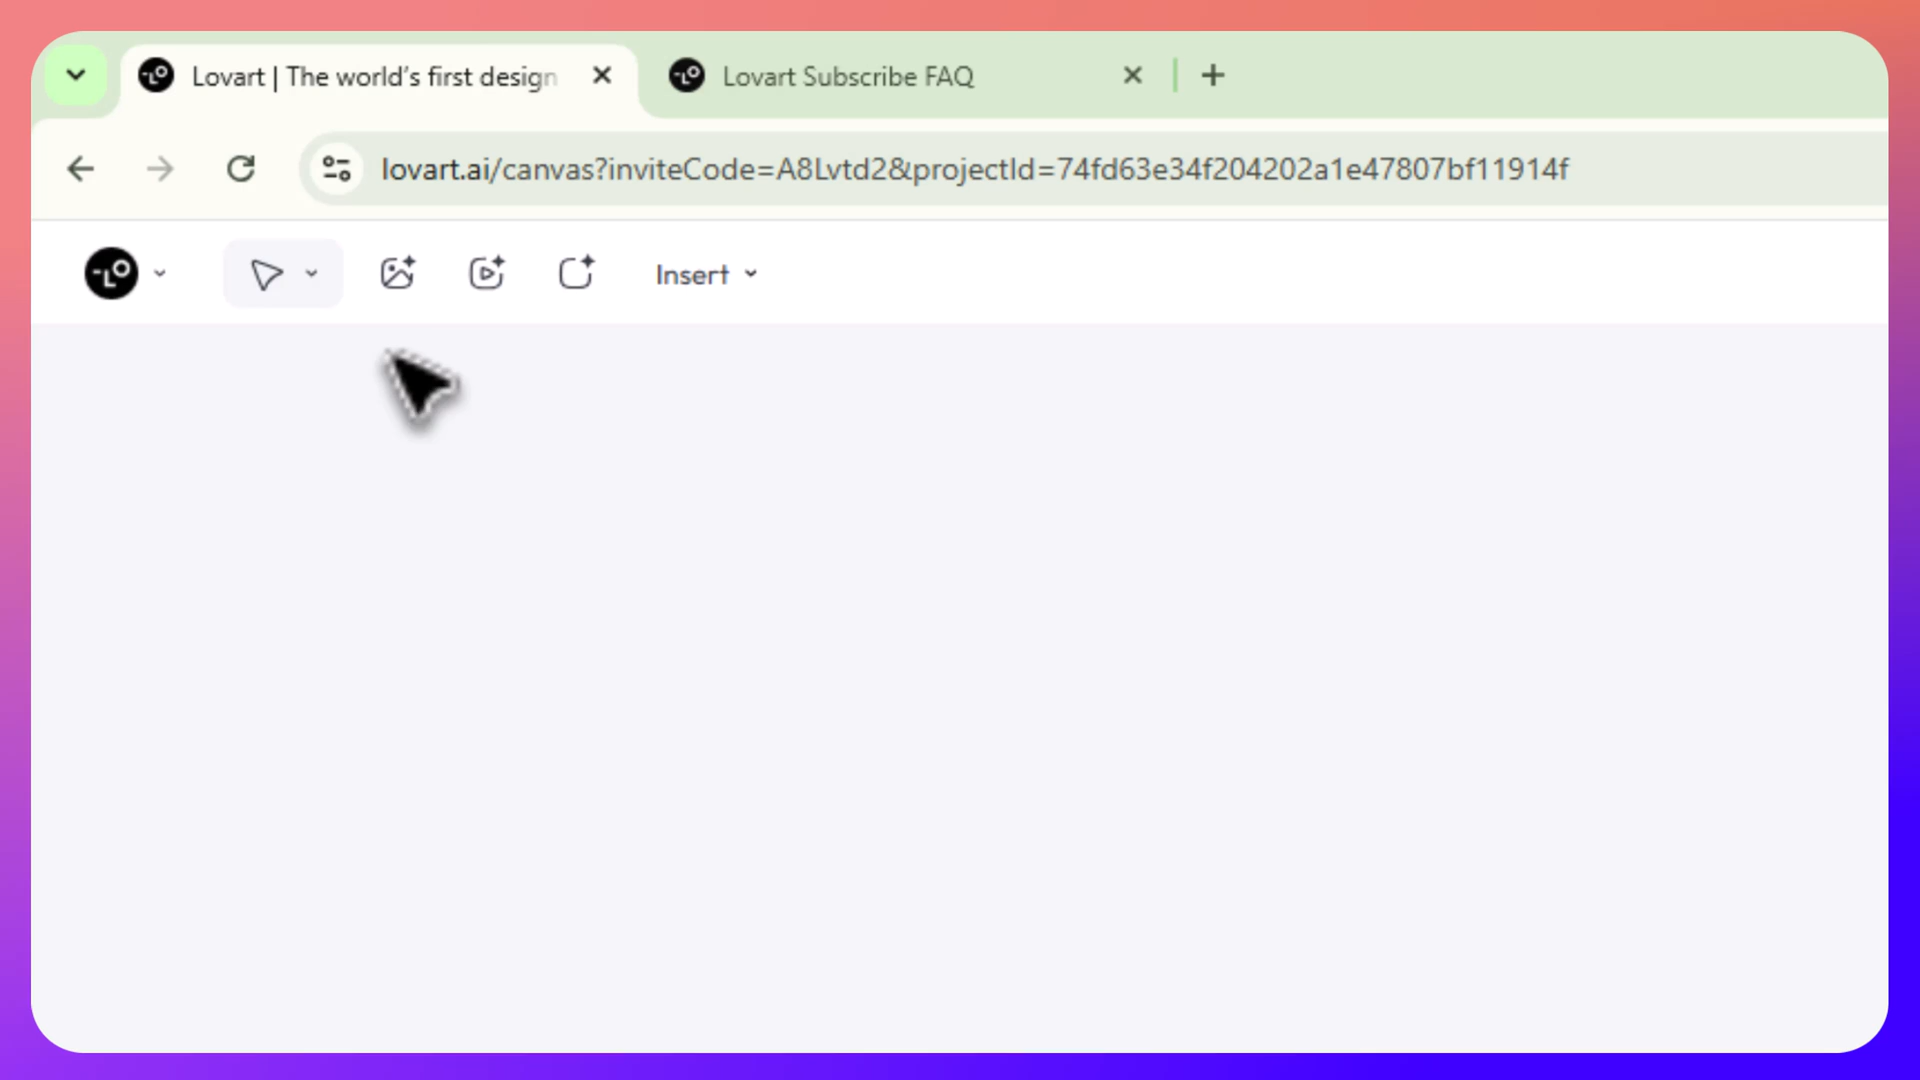 Lovart | The world's first design
Lovart Subscribe FAQ
lovart.ai/canvas?inviteCode=A8Lvtd2&projectId=74fd63e34f204202a1e47807bf11914f
Insert